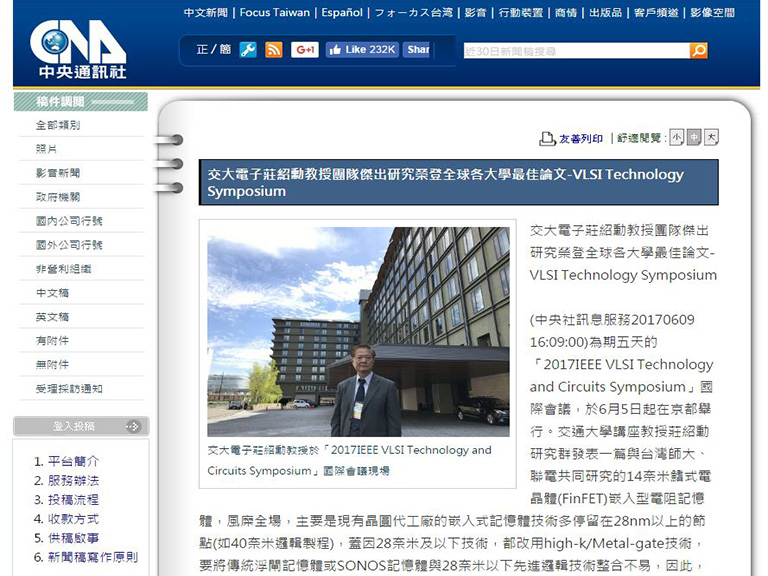 中文新聞 | Focus Taiwan | Español | フォーカス台湾 | 影音 | 行動裝置 | 商情 | 出版品 | 客戶頻道 | 影像空間
CNA
中央通訊社
正 / 簡 G+1 Like 232K Shar
近30日新聞稿搜尋
稿件調閱
全部類別
照片
影音新聞
政府機關
國內公司行號
國外公司行號
非營利組織
中文稿
英文稿
有附件
無附件
受理採訪通知
登入投稿
1. 平台簡介
2. 服務辦法
3. 投稿流程
4. 收款方式
5. 供稿啟事
6. 新聞稿寫作原則
友善列印 | 舒適閱覽 : 小 中 大
交大電子莊紹勳教授團隊傑出研究榮登全球各大學最佳論文-VLSI Technology
Symposium
交大電子莊紹勳教授於「2017IEEE VLSI Technology and
Circuits Symposium」國際會議現場
交大電子莊紹勳教授團隊傑出
研究榮登全球各大學最佳論文-
VLSI Technology Symposium
(中央社訊息服務20170609
16:09:00)為期五天的
「2017IEEE VLSI Technology
and Circuits Symposium」國
際會議，於6月5日起在京都舉
行。交通大學講座教授莊紹勳
研究群發表一篇與台灣師大、
聯電共同研究的14奈米鰭式電
晶體(FinFET)嵌入型電阻記憶
體，風靡全場，主要是現有晶圓代工廠的嵌入式記憶體技術多停留在28nm以上的節
點(如40奈米邏輯製程)，蓋因28奈米及以下技術，都改用high-k/Metal-gate技術，
要將傳統浮閘記憶體或SONOS記憶體與28奈米以下先進邏輯技術整合不易，因此，